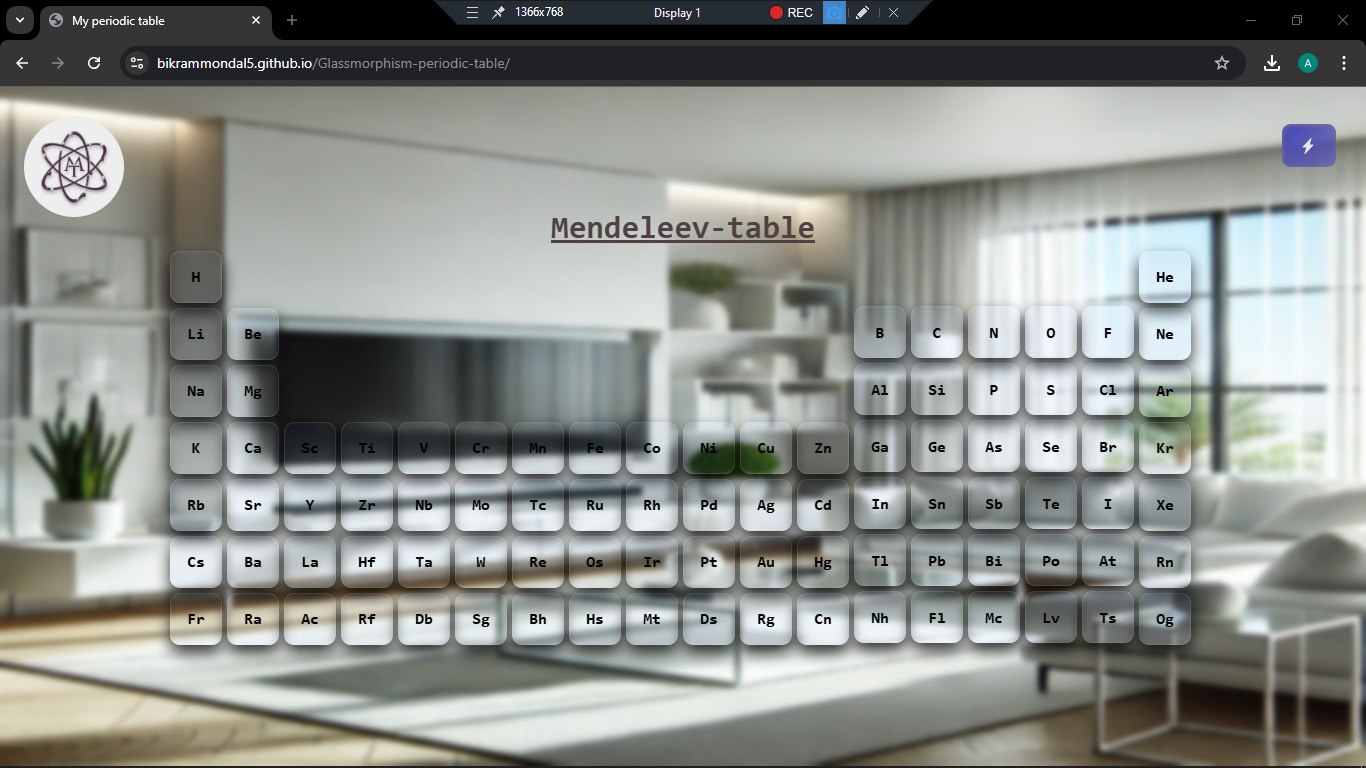 My periodic table
1366x768
Display 1
REC
bikrammondal5.github.io/Glassmorphism-periodic-table/
A
MT
Mendeleev-table
H He
Li Be B C N O F Ne
Na Mg Al Si P S Cl Ar
K Ca Sc Ti V Cr Mn Fe Co Ni Cu Zn Ga Ge As Se Br Kr
Rb Sr Y Zr Nb Mo Tc Ru Rh Pd Ag Cd In Sn Sb Te I Xe
Cs Ba La Hf Ta W Re Os Ir Pt Au Hg Tl Pb Bi Po At Rn
Fr Ra Ac Rf Db Sg Bh Hs Mt Ds Rg Cn Nh Fl Mc Lv Ts Og